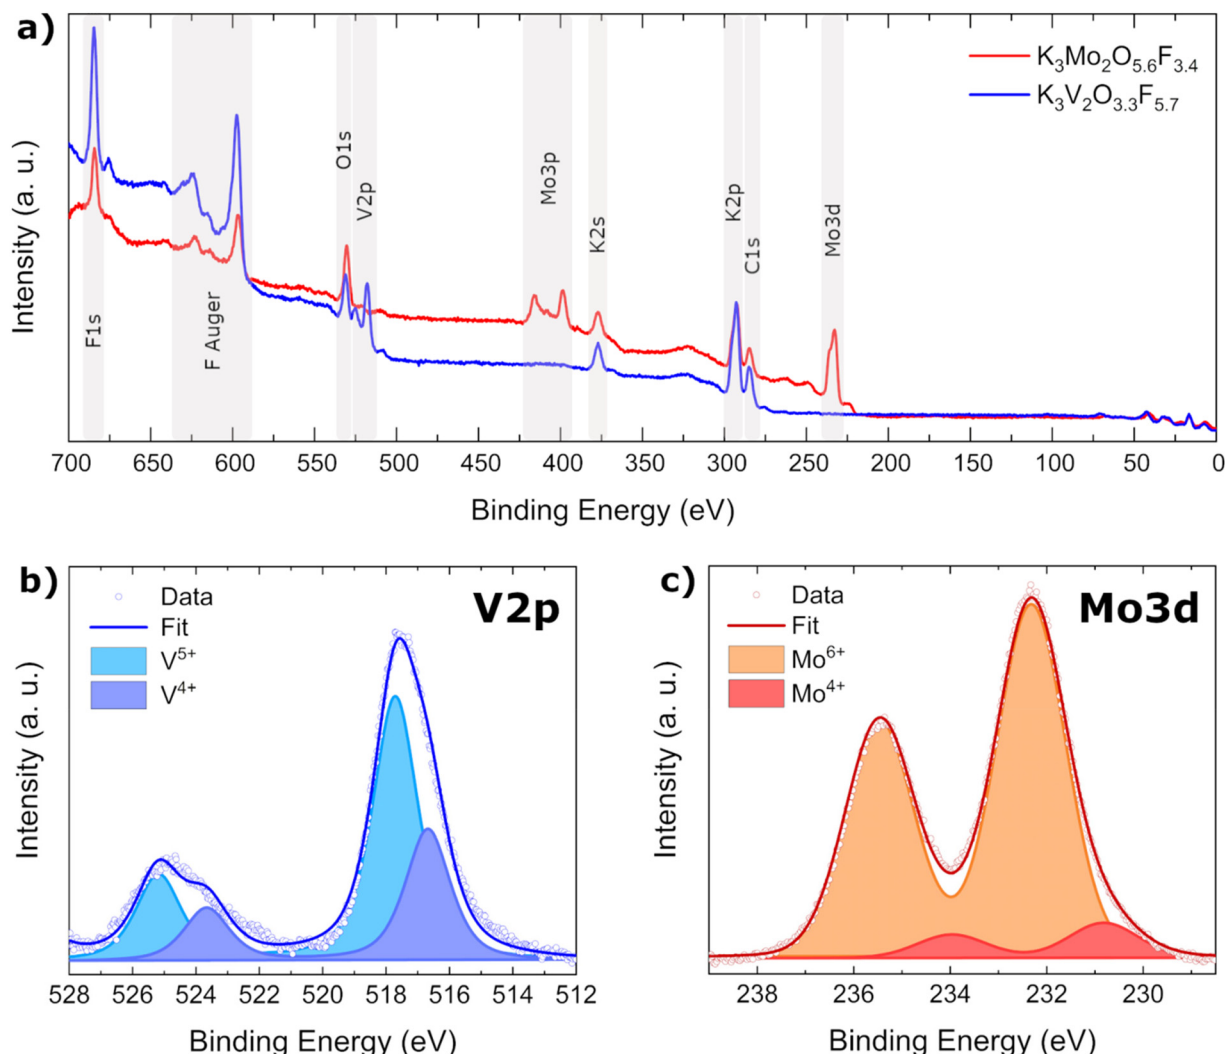 a)
K₃Mo₂O₅.₆F₃.₄
K₃V₂O₃.₃F₅.₇
Intensity (a. u.)
F1s
F Auger
O1s
V2p
Mo3p
K2s
K2p
C1s
Mo3d
700 650 600 550 500 450 400 350 300 250 200 150 100 50 0
Binding Energy (eV)
b)
Data
Fit
V⁵⁺
V⁴⁺
V2p
Intensity (a. u.)
528 526 524 522 520 518 516 514 512
Binding Energy (eV)
c)
Data
Fit
Mo⁶⁺
Mo⁴⁺
Mo3d
Intensity (a. u.)
238 236 234 232 230
Binding Energy (eV)